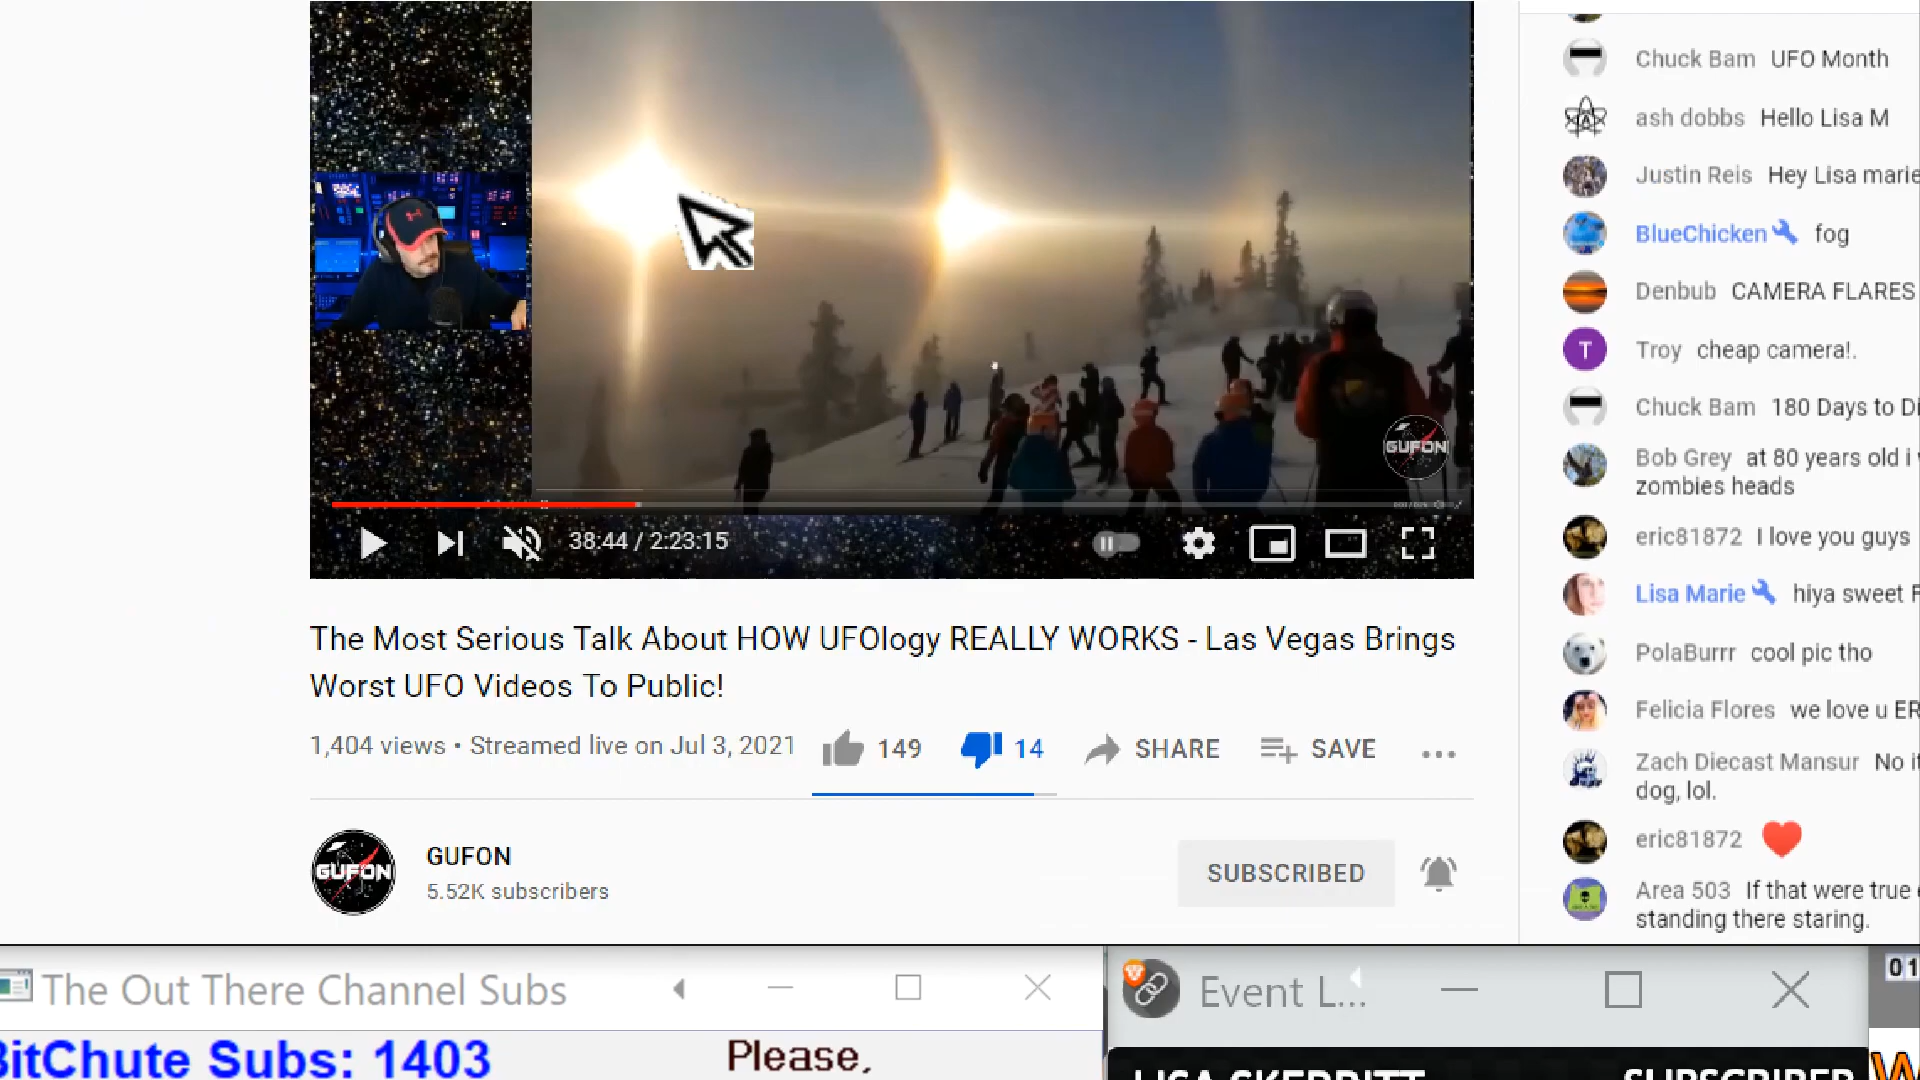 GUFON
38:44 / 2:23:15
The Most Serious Talk About HOW UFOlogy REALLY WORKS - Las Vegas Brings
Worst UFO Videos To Public!
1,404 views • Streamed live on Jul 3, 2021
149
14
SHARE
SAVE
GUFON
GUFON
5.52K subscribers
SUBSCRIBED
Chuck Bam UFO Month
ash dobbs Hello Lisa M
Justin Reis Hey Lisa marie
BlueChicken fog
Denbub CAMERA FLARES
T
Troy cheap camera!.
Chuck Bam 180 Days to Di
Bob Grey at 80 years old i
zombies heads
eric81872 I love you guys
Lisa Marie hiya sweet F
PolaBurrr cool pic tho
Felicia Flores we love u ER
Zach Diecast Mansur No it
dog, lol.
eric81872
Area 503 If that were true
standing there staring.
The Out There Channel Subs
BitChute Subs: 1403
Please,
Event L...
01
LISA SKERRITT
SUBSCRIBER
W